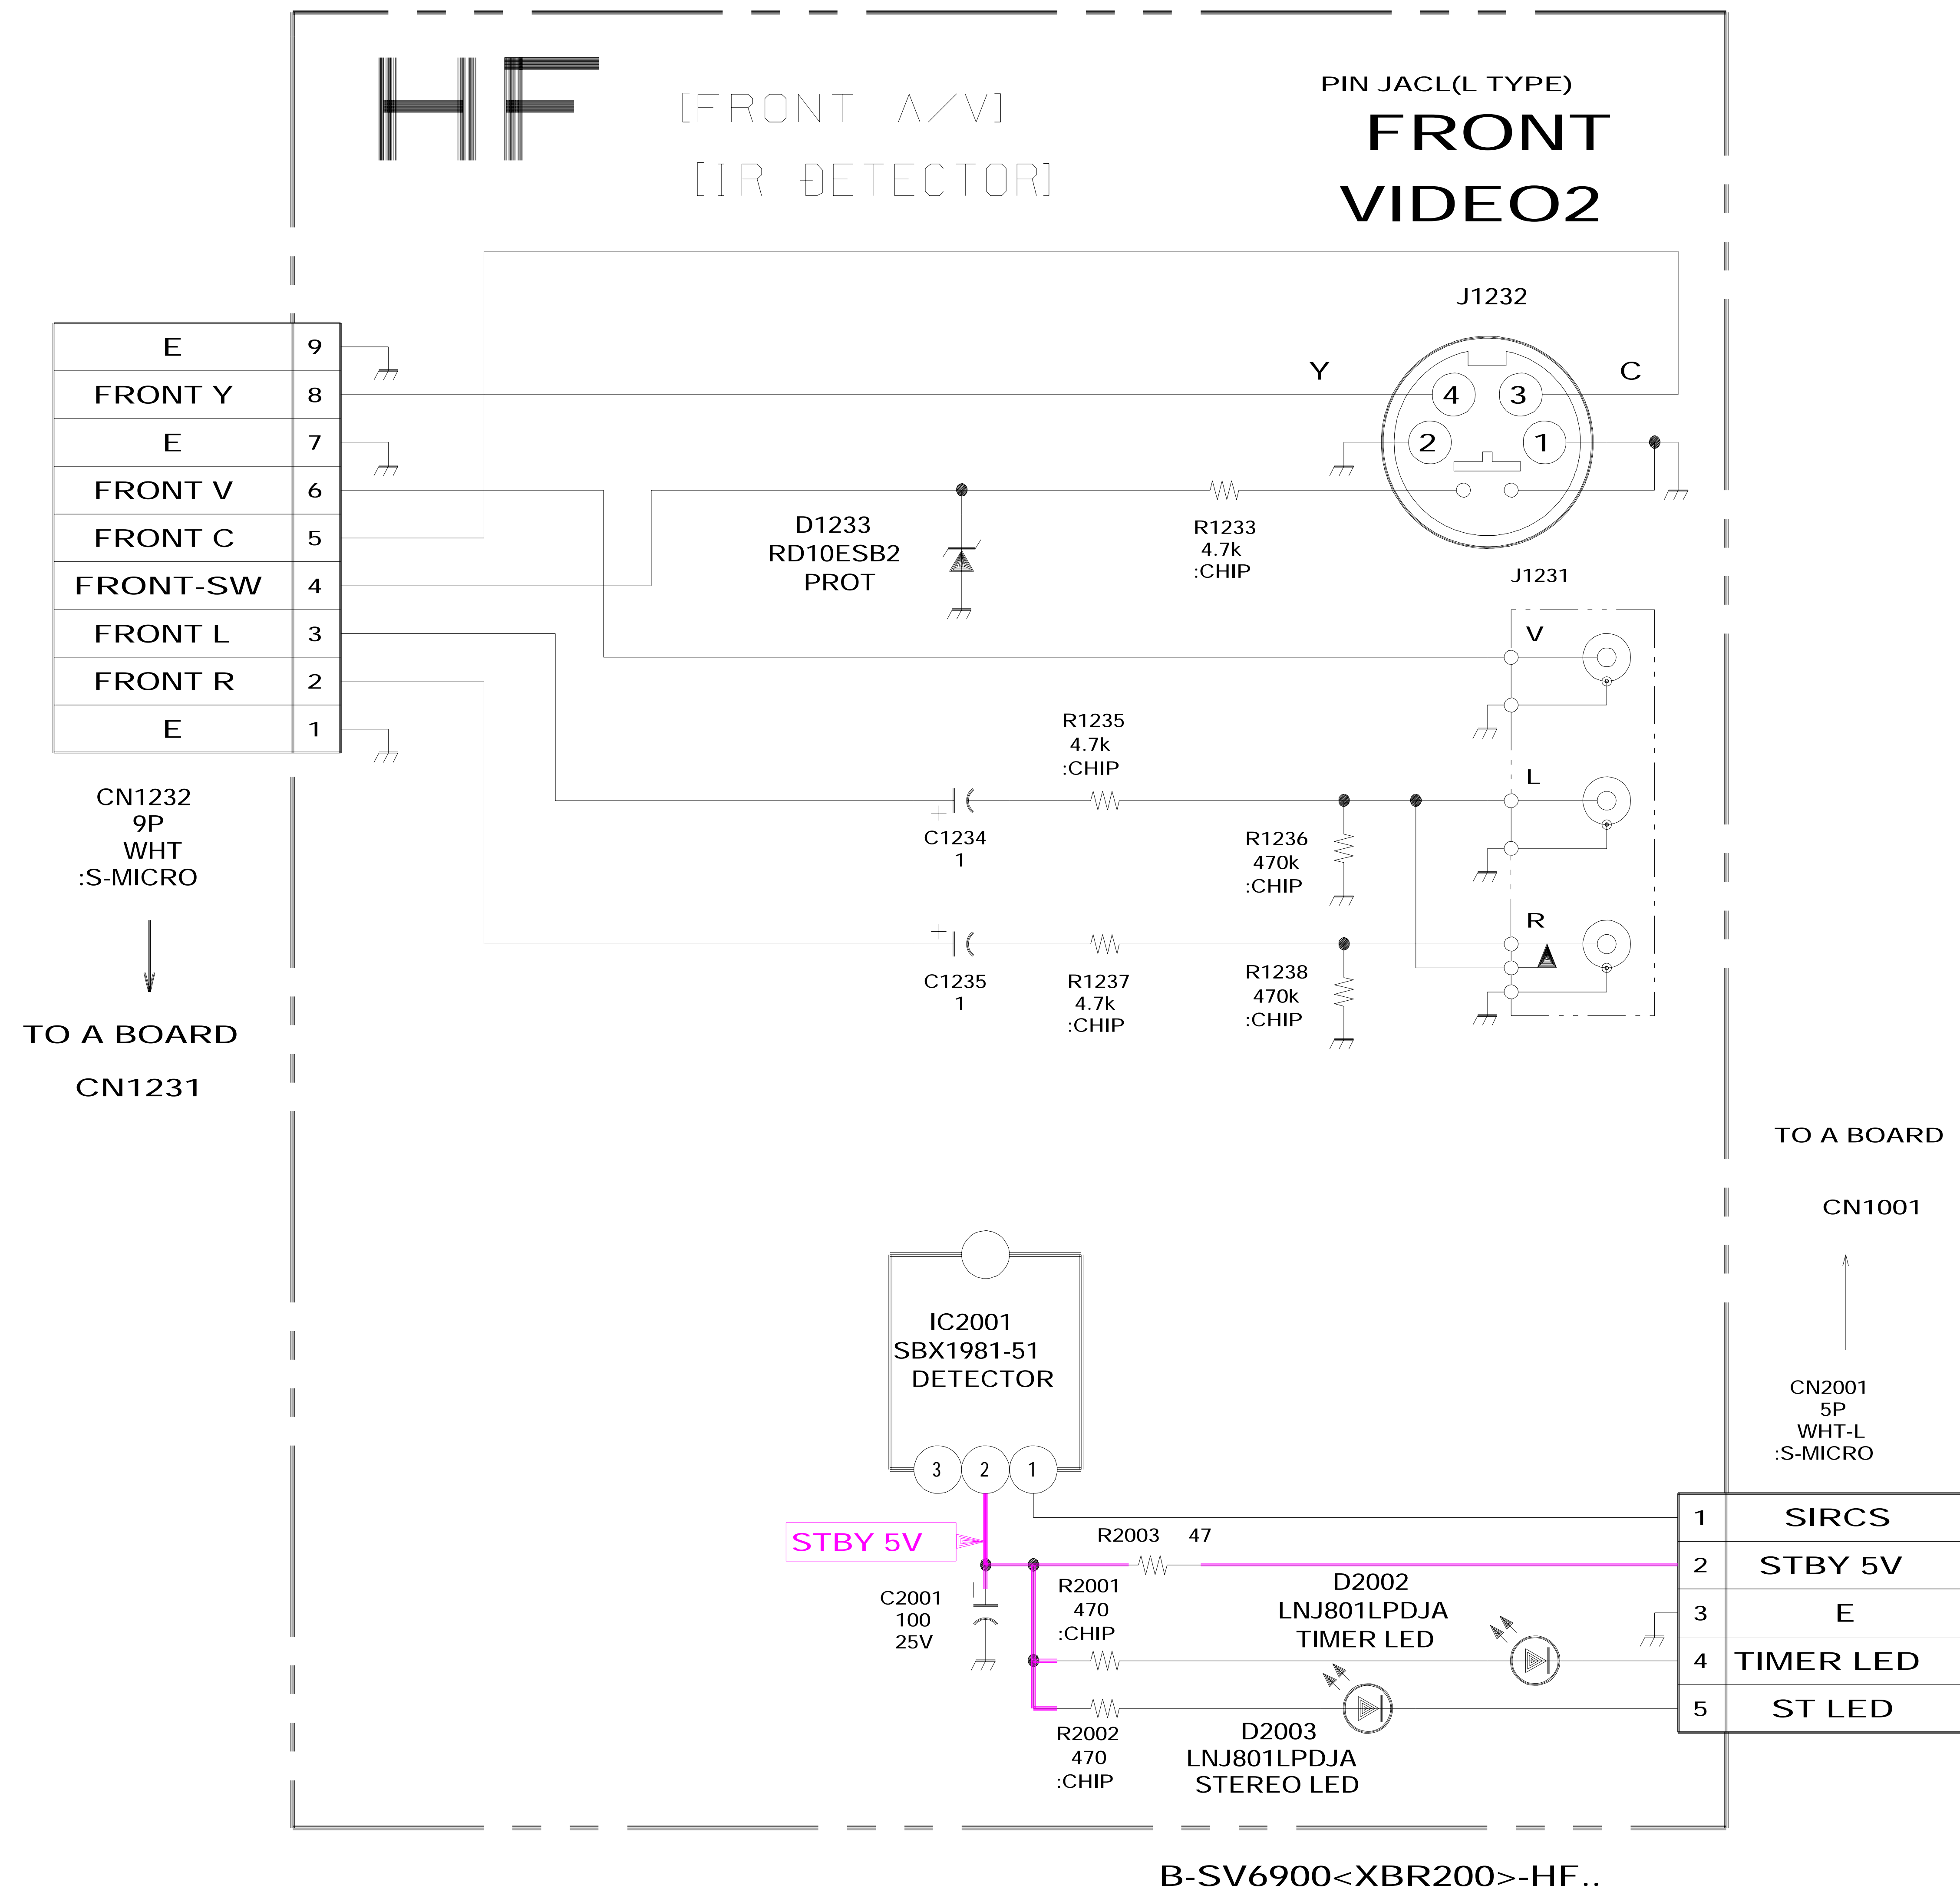 HF
[FRONT A/V]
[IR DETECTOR]
PIN JACL(L TYPE)
FRONT
VIDEO2
J1232
Y
C
4
3
2
1
E 9
FRONT Y 8
E 7
FRONT V 6
FRONT C 5
FRONT-SW 4
FRONT L 3
FRONT R 2
E 1
CN1232
9P
WHT
:S-MICRO
TO A BOARD
CN1231
D1233
RD10ESB2
PROT
R1233
4.7k
:CHIP
J1231
V
L
R
R1235
4.7k
:CHIP
+
C1234
1
R1236
470k
:CHIP
+
C1235
1
R1237
4.7k
:CHIP
R1238
470k
:CHIP
TO A BOARD
CN1001
CN2001
5P
WHT-L
:S-MICRO
IC2001
SBX1981-51
DETECTOR
3
2
1
STBY 5V
R2003 47
+
C2001
100
25V
R2001
470
:CHIP
D2002
LNJ801LPDJA
TIMER LED
R2002
470
:CHIP
D2003
LNJ801LPDJA
STEREO LED
1 SIRCS
2 STBY 5V
3 E
4 TIMER LED
5 ST LED
B-SV6900<XBR200>-HF..